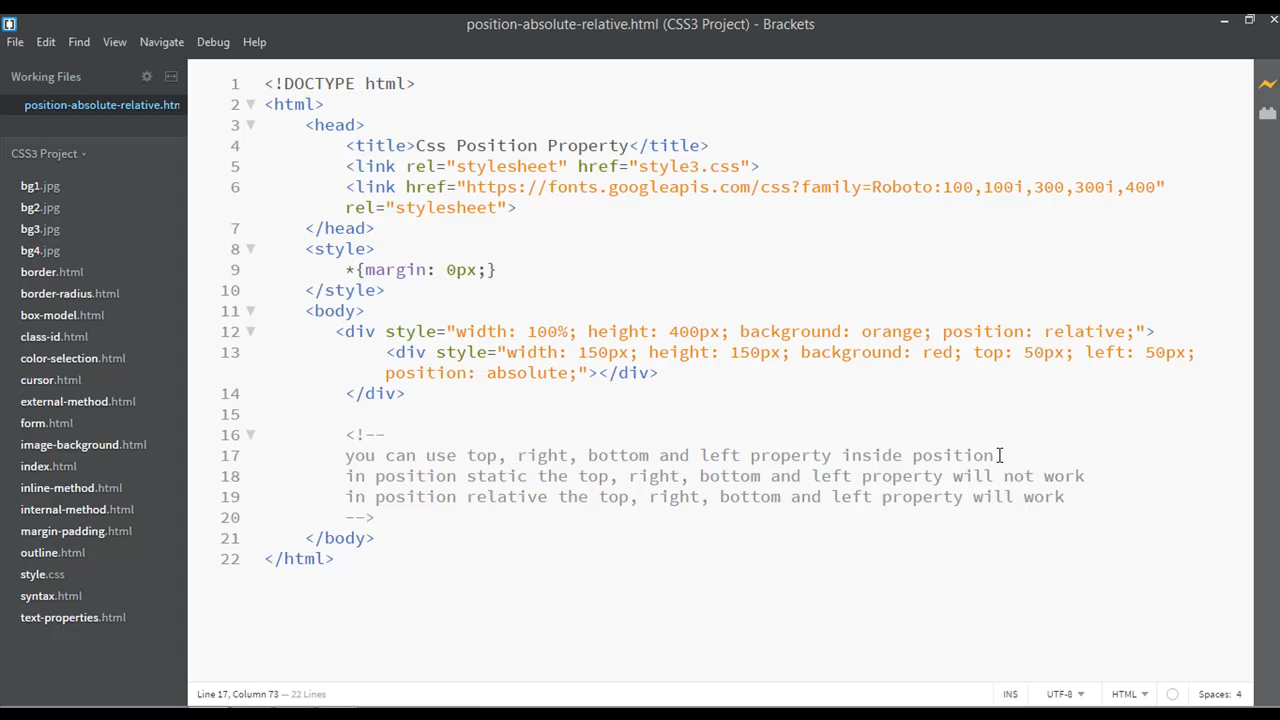 position-absolute-relative.html (CSS3 Project) - Brackets
File Edit Find View Navigate Debug Help
Working Files
position-absolute-relative.htm
CSS3 Project
bg1.jpg
bg2.jpg
bg3.jpg
bg4.jpg
border.html
border-radius.html
box-model.html
class-id.html
color-selection.html
cursor.html
external-method.html
form.html
image-background.html
index.html
inline-method.html
internal-method.html
margin-padding.html
outline.html
style.css
syntax.html
text-properties.html
1 <!DOCTYPE html>
2 <html>
3 <head>
4 <title>Css Position Property</title>
5 <link rel="stylesheet" href="style3.css">
6 <link href="https://fonts.googleapis.com/css?family=Roboto:100,100i,300,300i,400"
rel="stylesheet">
7 </head>
8 <style>
9 *{margin: 0px;}
10 </style>
11 <body>
12 <div style="width: 100%; height: 400px; background: orange; position: relative;">
13 <div style="width: 150px; height: 150px; background: red; top: 50px; left: 50px;
position: absolute;"></div>
14 </div>
15
16 <!--
17 you can use top, right, bottom and left property inside position
18 in position static the top, right, bottom and left property will not work
19 in position relative the top, right, bottom and left property will work
20 -->
21 </body>
22 </html>
Line 17, Column 73 — 22 Lines
INS UTF-8 HTML Spaces: 4